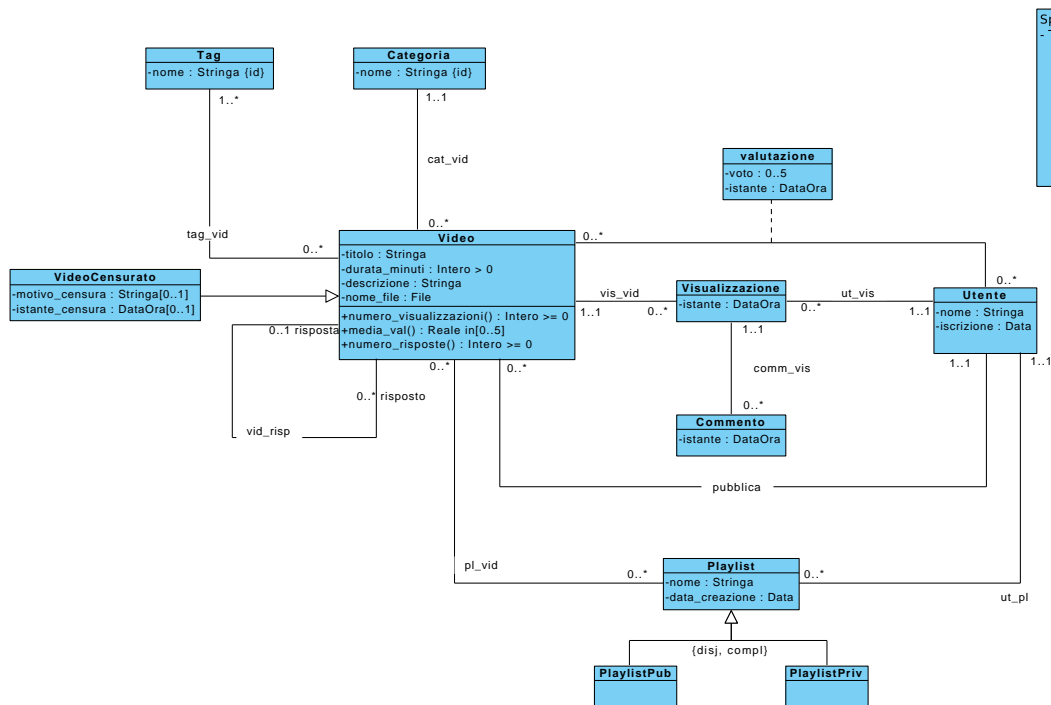 Sp
-
Tag
-nome : Stringa {id}
Categoria
-nome : Stringa {id}
1..*
1..1
cat_vid
valutazione
-voto : 0..5
-istante : DataOra
tag_vid
0..*
0..*
0..*
Video
-titolo : Stringa
-durata_minuti : Intero > 0
-descrizione : Stringa
-nome_file : File
+numero_visualizzazioni() : Intero >= 0
+media_val() : Reale in[0..5]
+numero_risposte() : Intero >= 0
VideoCensurato
-motivo_censura : Stringa[0..1]
-istante_censura : DataOra[0..1]
vis_vid
1..1
0..*
Visualizzazione
-istante : DataOra
ut_vis
0..*
1..1
0..*
Utente
-nome : Stringa
-iscrizione : Data
0..1 risposta
0..* risposto
vid_risp
0..*
0..*
1..1
comm_vis
0..*
1..1
1..1
Commento
-istante : DataOra
pubblica
pl_vid
0..*
Playlist
-nome : Stringa
-data_creazione : Data
0..*
ut_pl
{disj, compl}
PlaylistPub
PlaylistPriv